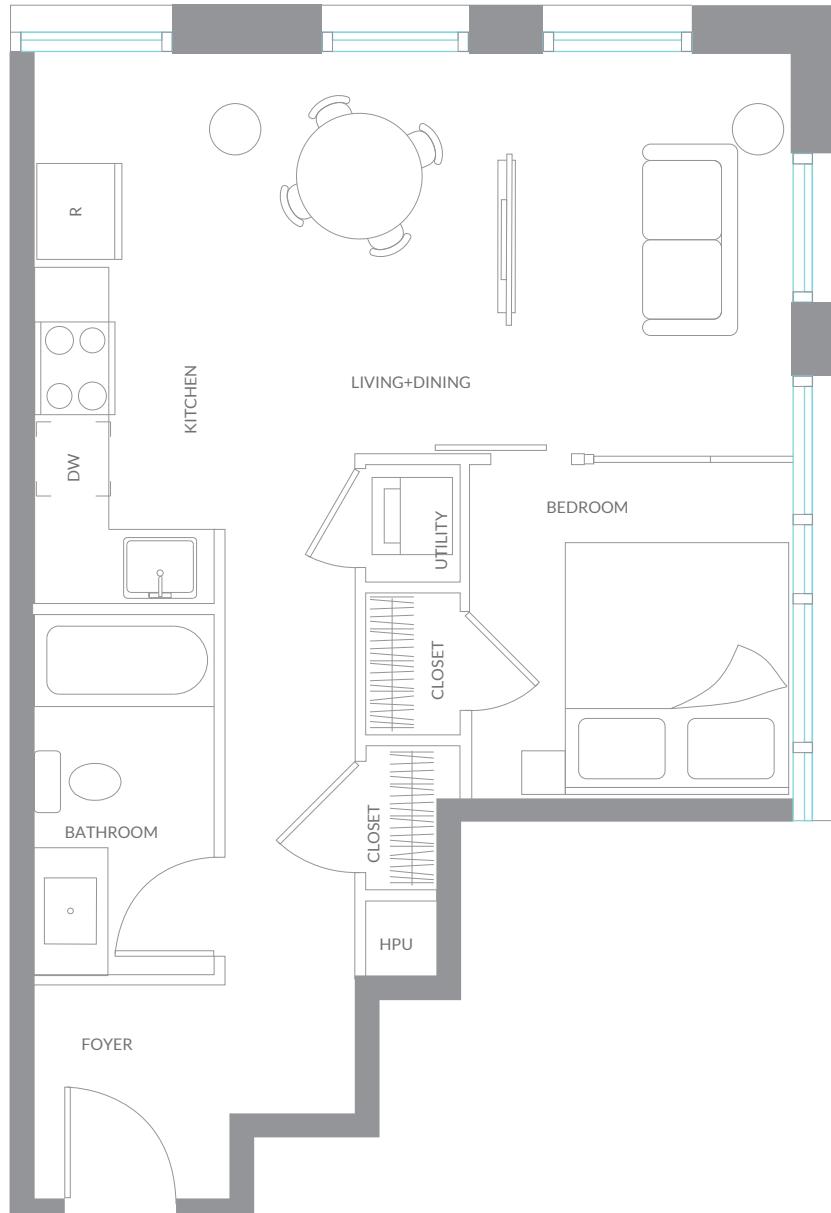 R
KITCHEN
LIVING+DINING
DW
BEDROOM
UTILITY
CLOSET
BATHROOM
CLOSET
HPU
FOYER